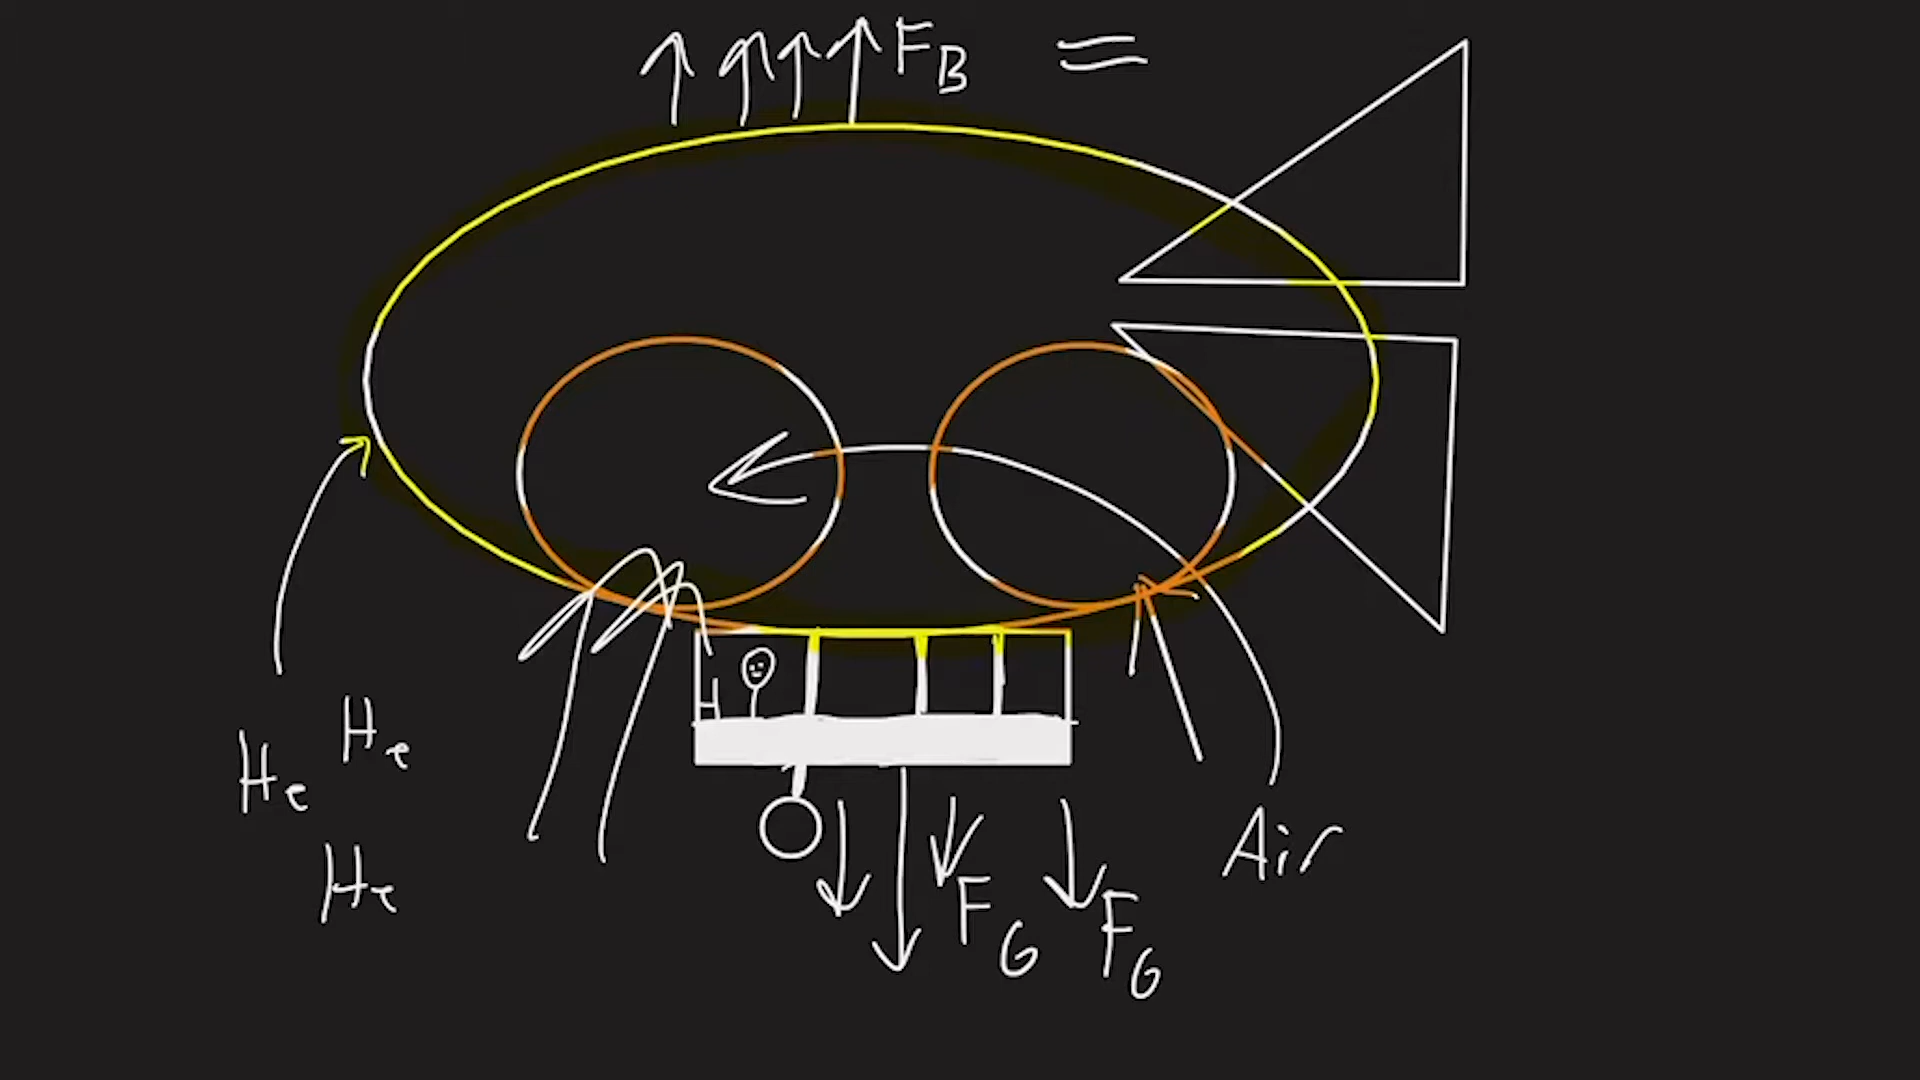 F_B =
He
He
He
F_G
F_G
Air